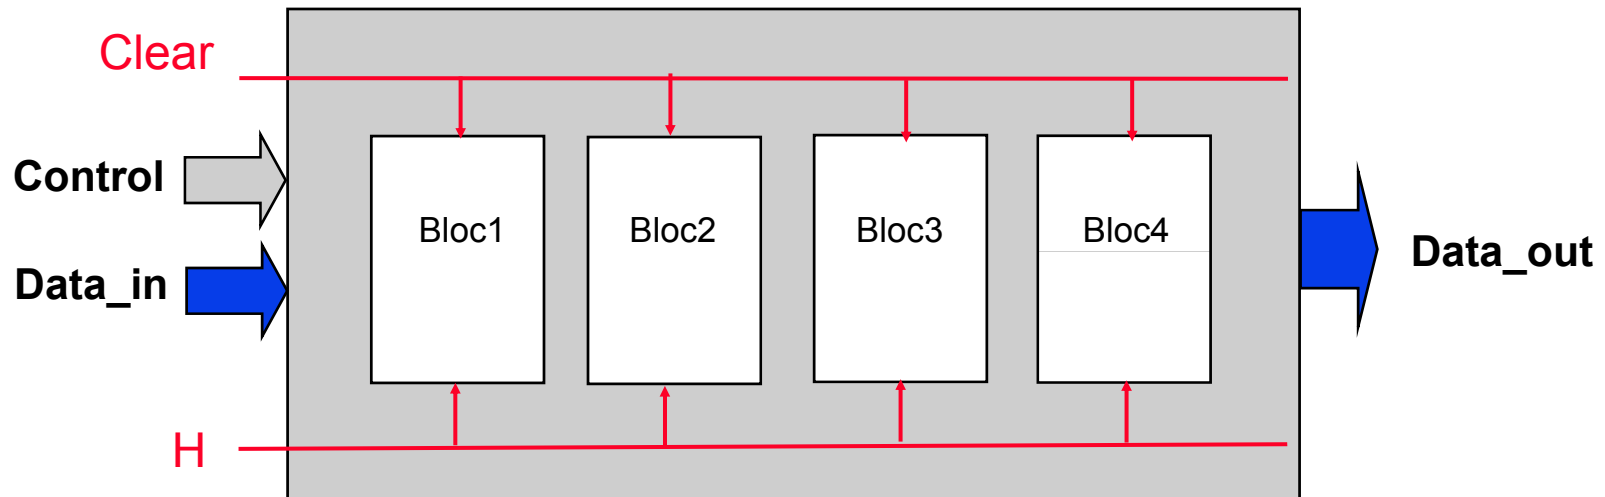 Clear
Control
Data_in
Bloc1
Bloc2
Bloc3
Bloc4
Data_out
H